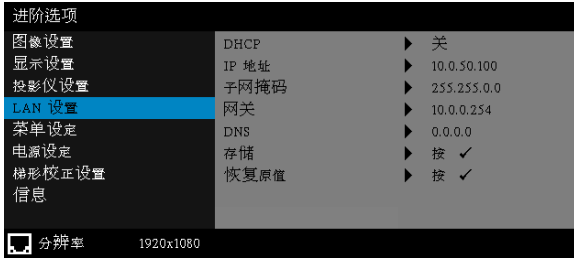 进阶选项
图像设置
显示设置
投影仪设置
LAN 设置
菜单设定
电源设定
梯形校正设置
信息
DHCP 关
IP 地址 10.0.50.100
子网掩码 255.255.0.0
网关 10.0.0.254
DNS 0.0.0.0
存储 按 ✓
恢复原值 按 ✓
分辨率 1920x1080